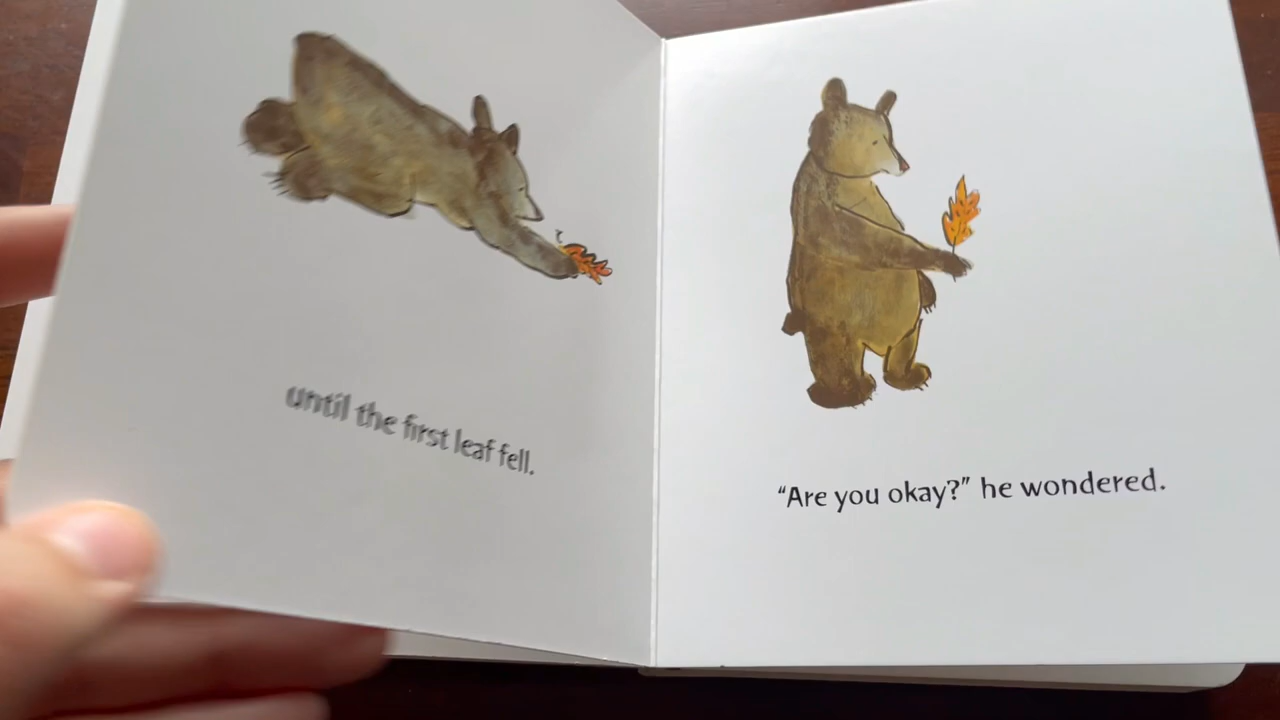 until the first leaf fell.
“Are you okay?” he wondered.